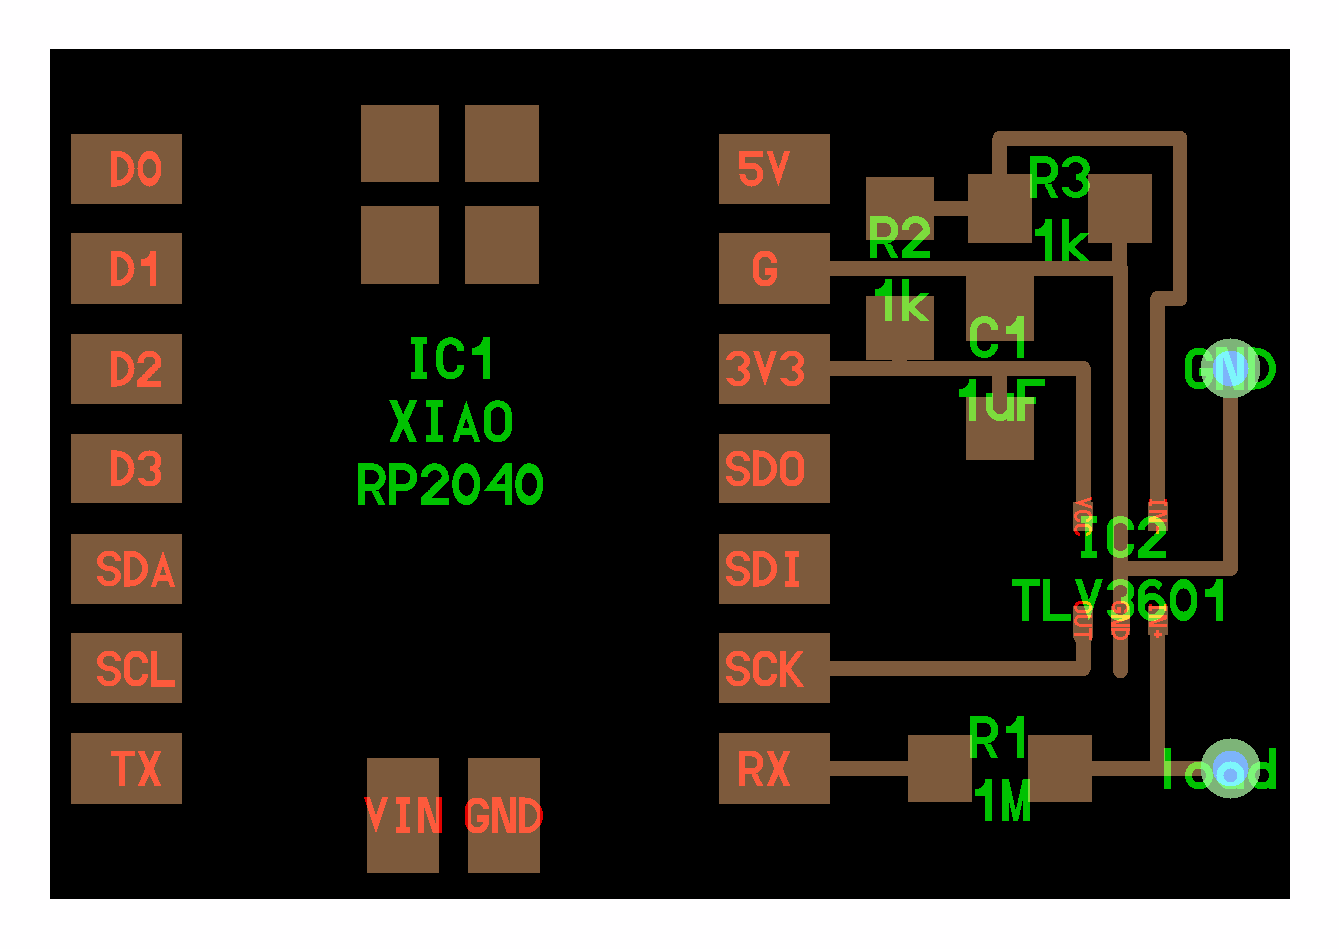 D0
D1
D2
D3
SDA
SCL
TX
IC1
XIAO
RP2040
VIN
GND
5V
G
3V3
SDO
SDI
SCK
RX
R2
1k
R3
1k
C1
1uF
GND
VCC
IN-
IC2
TLV3601
OUT
GND
IN+
R1
1M
load